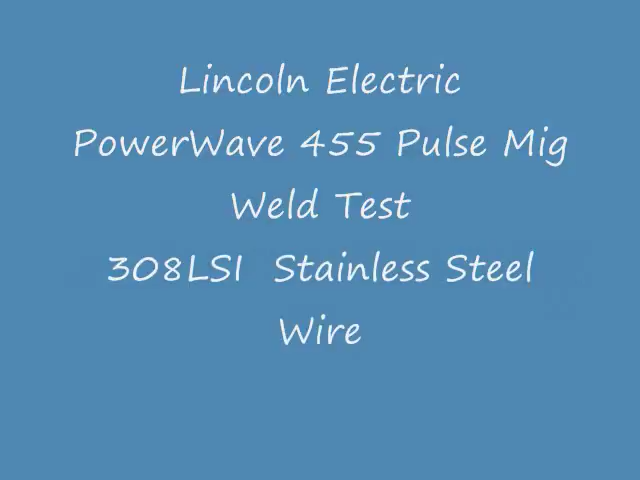 Lincoln Electric
PowerWave 455 Pulse Mig
Weld Test
308LSI Stainless Steel
Wire